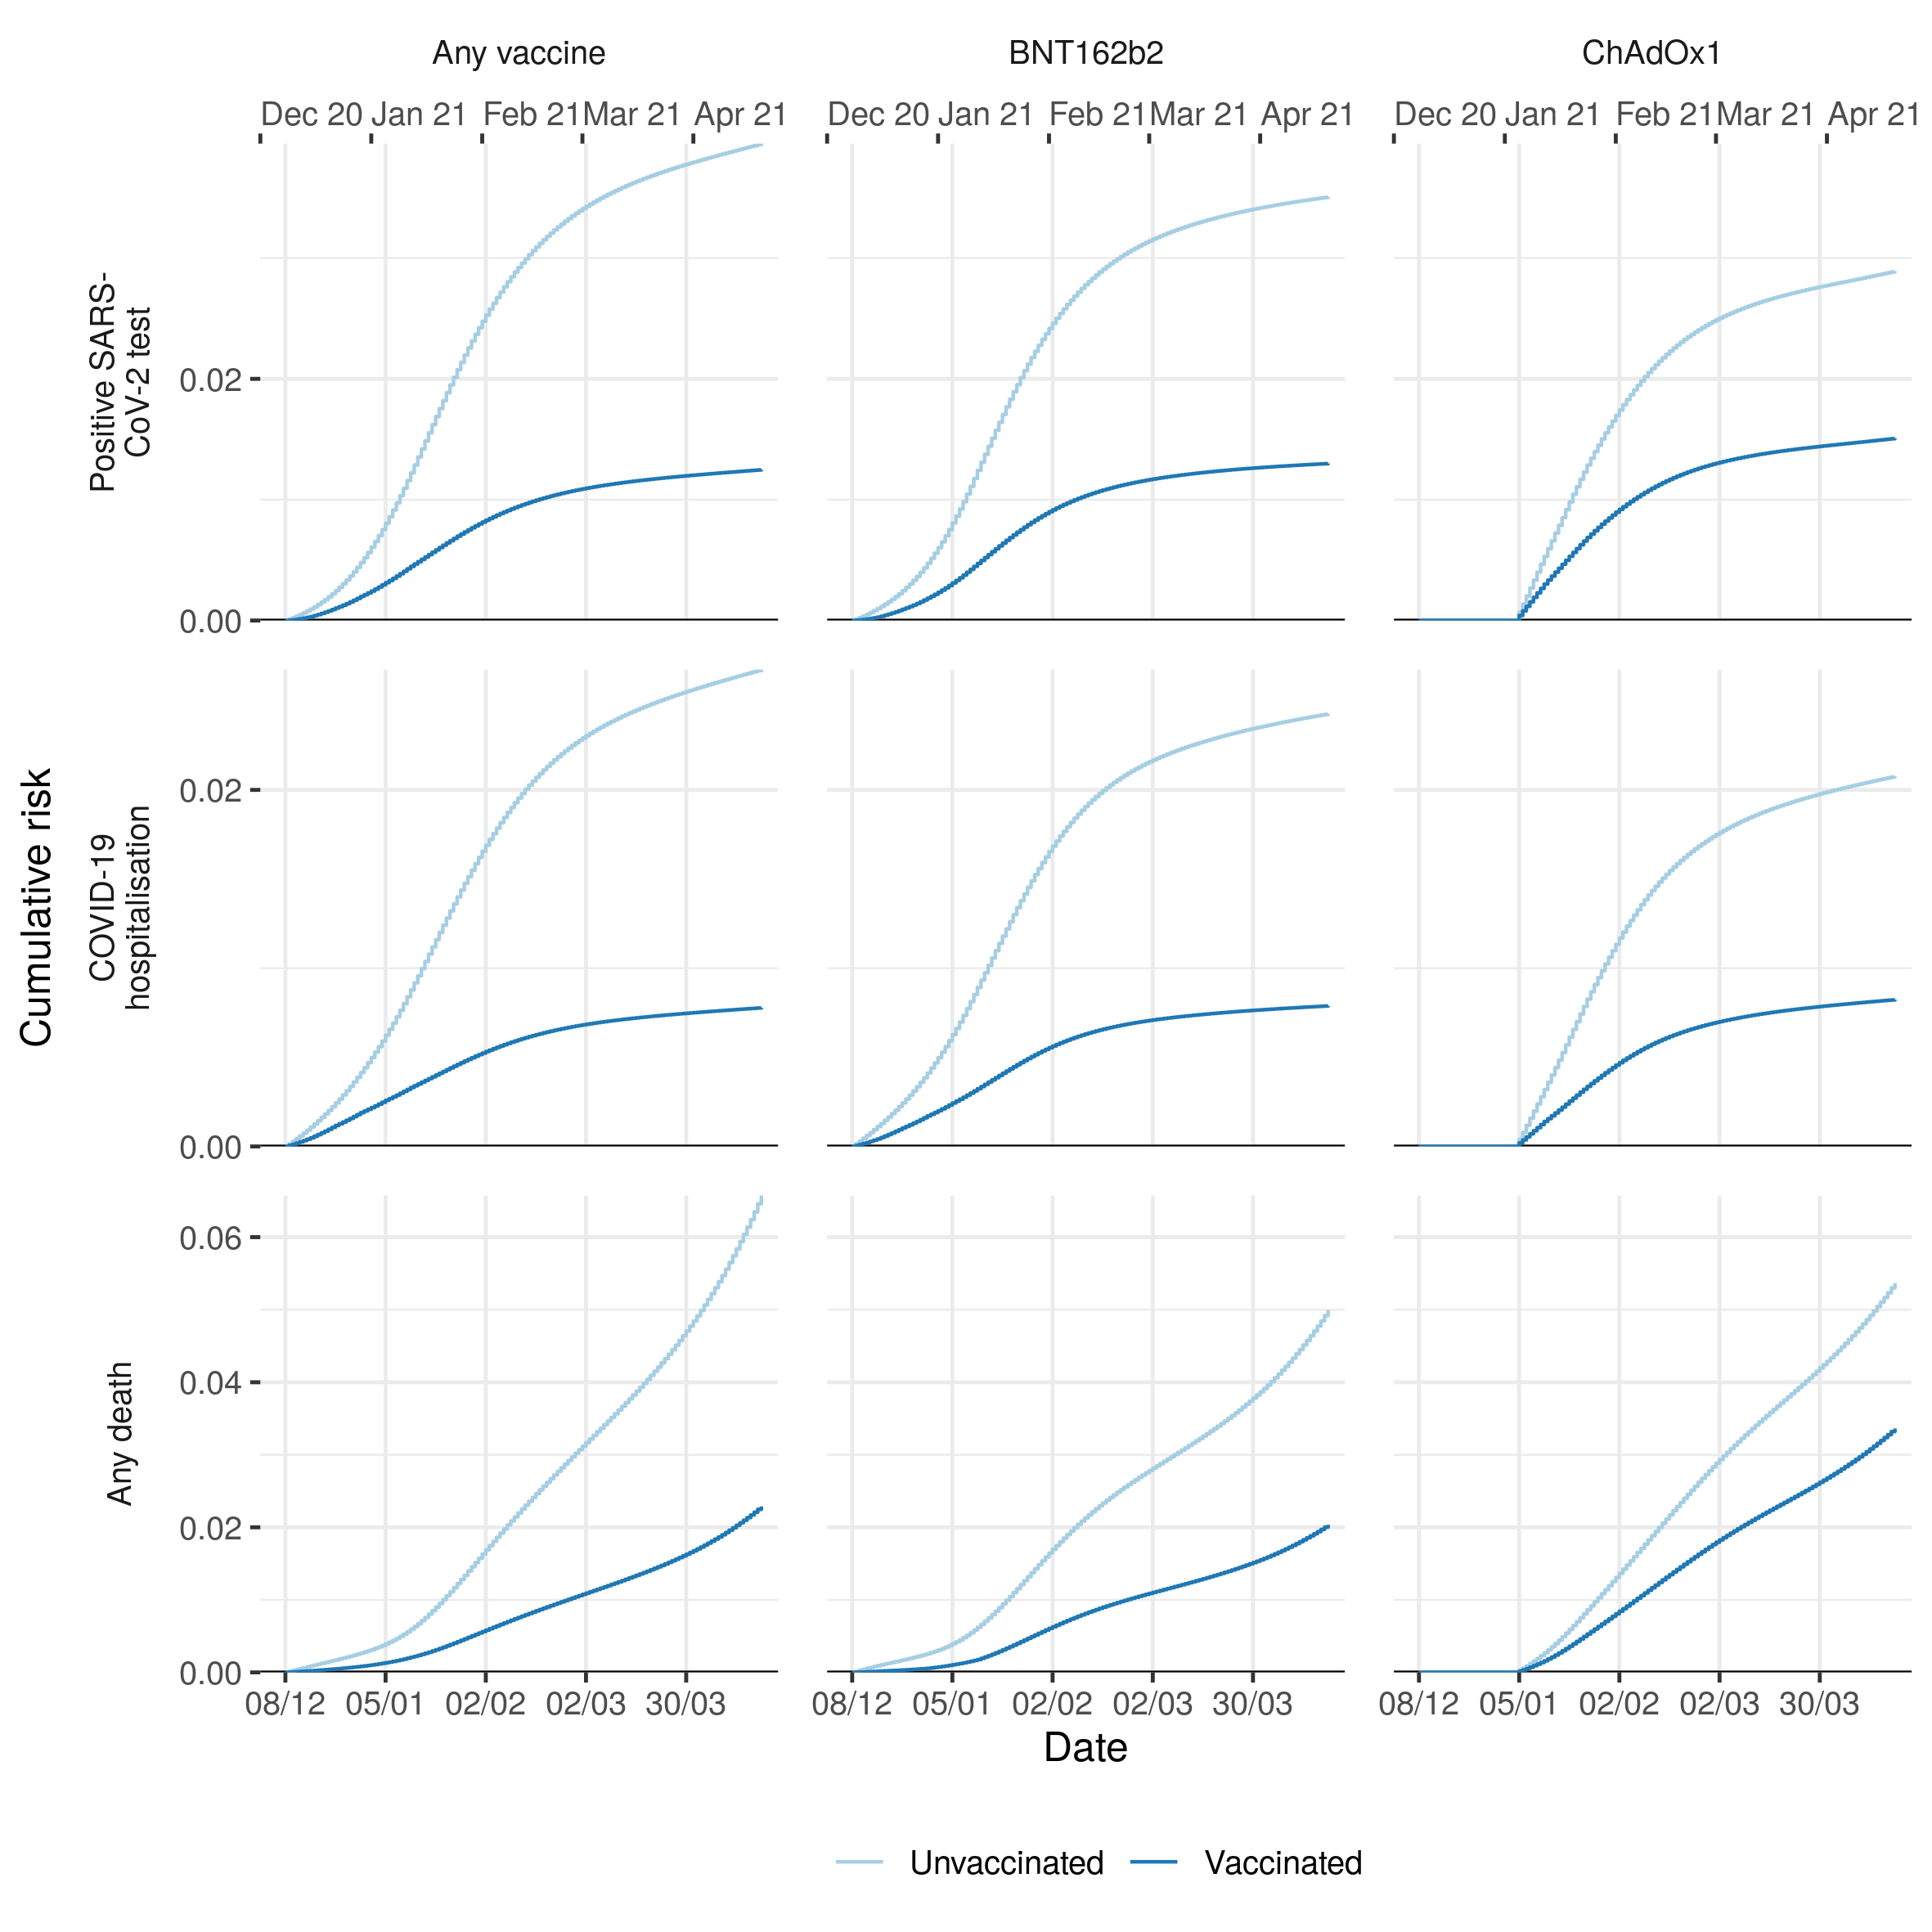 Any vaccine BNT162b2 ChAdOx1
Dec 20 Jan 21 Feb 21 Mar 21 Apr 21 Dec 20 Jan 21 Feb 21 Mar 21 Apr 21 Dec 20 Jan 21 Feb 21 Mar 21 Apr 21
Cumulative risk
Positive SARS-
CoV-2 test
0.02
0.00
COVID-19
hospitalisation
0.02
0.00
Any death
0.06
0.04
0.02
0.00
08/12 05/01 02/02 02/03 30/03 08/12 05/01 02/02 02/03 30/03 08/12 05/01 02/02 02/03 30/03
Date
Unvaccinated Vaccinated